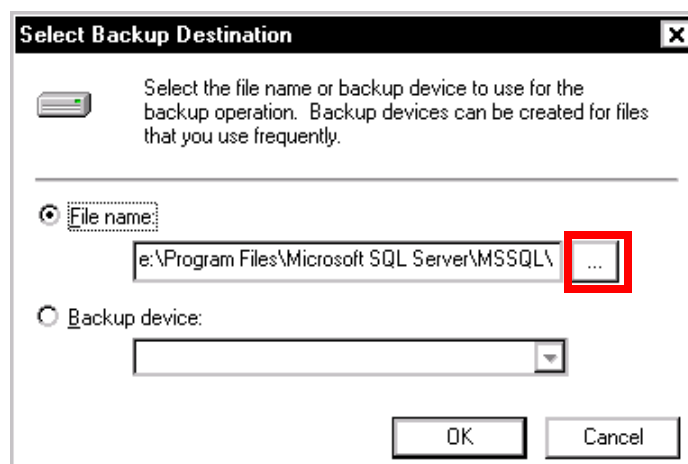 Select Backup Destination
Select the file name or backup device to use for the
backup operation.  Backup devices can be created for files
that you use frequently.
File name:
e:\Program Files\Microsoft SQL Server\MSSQL\
...
Backup device:
OK
Cancel